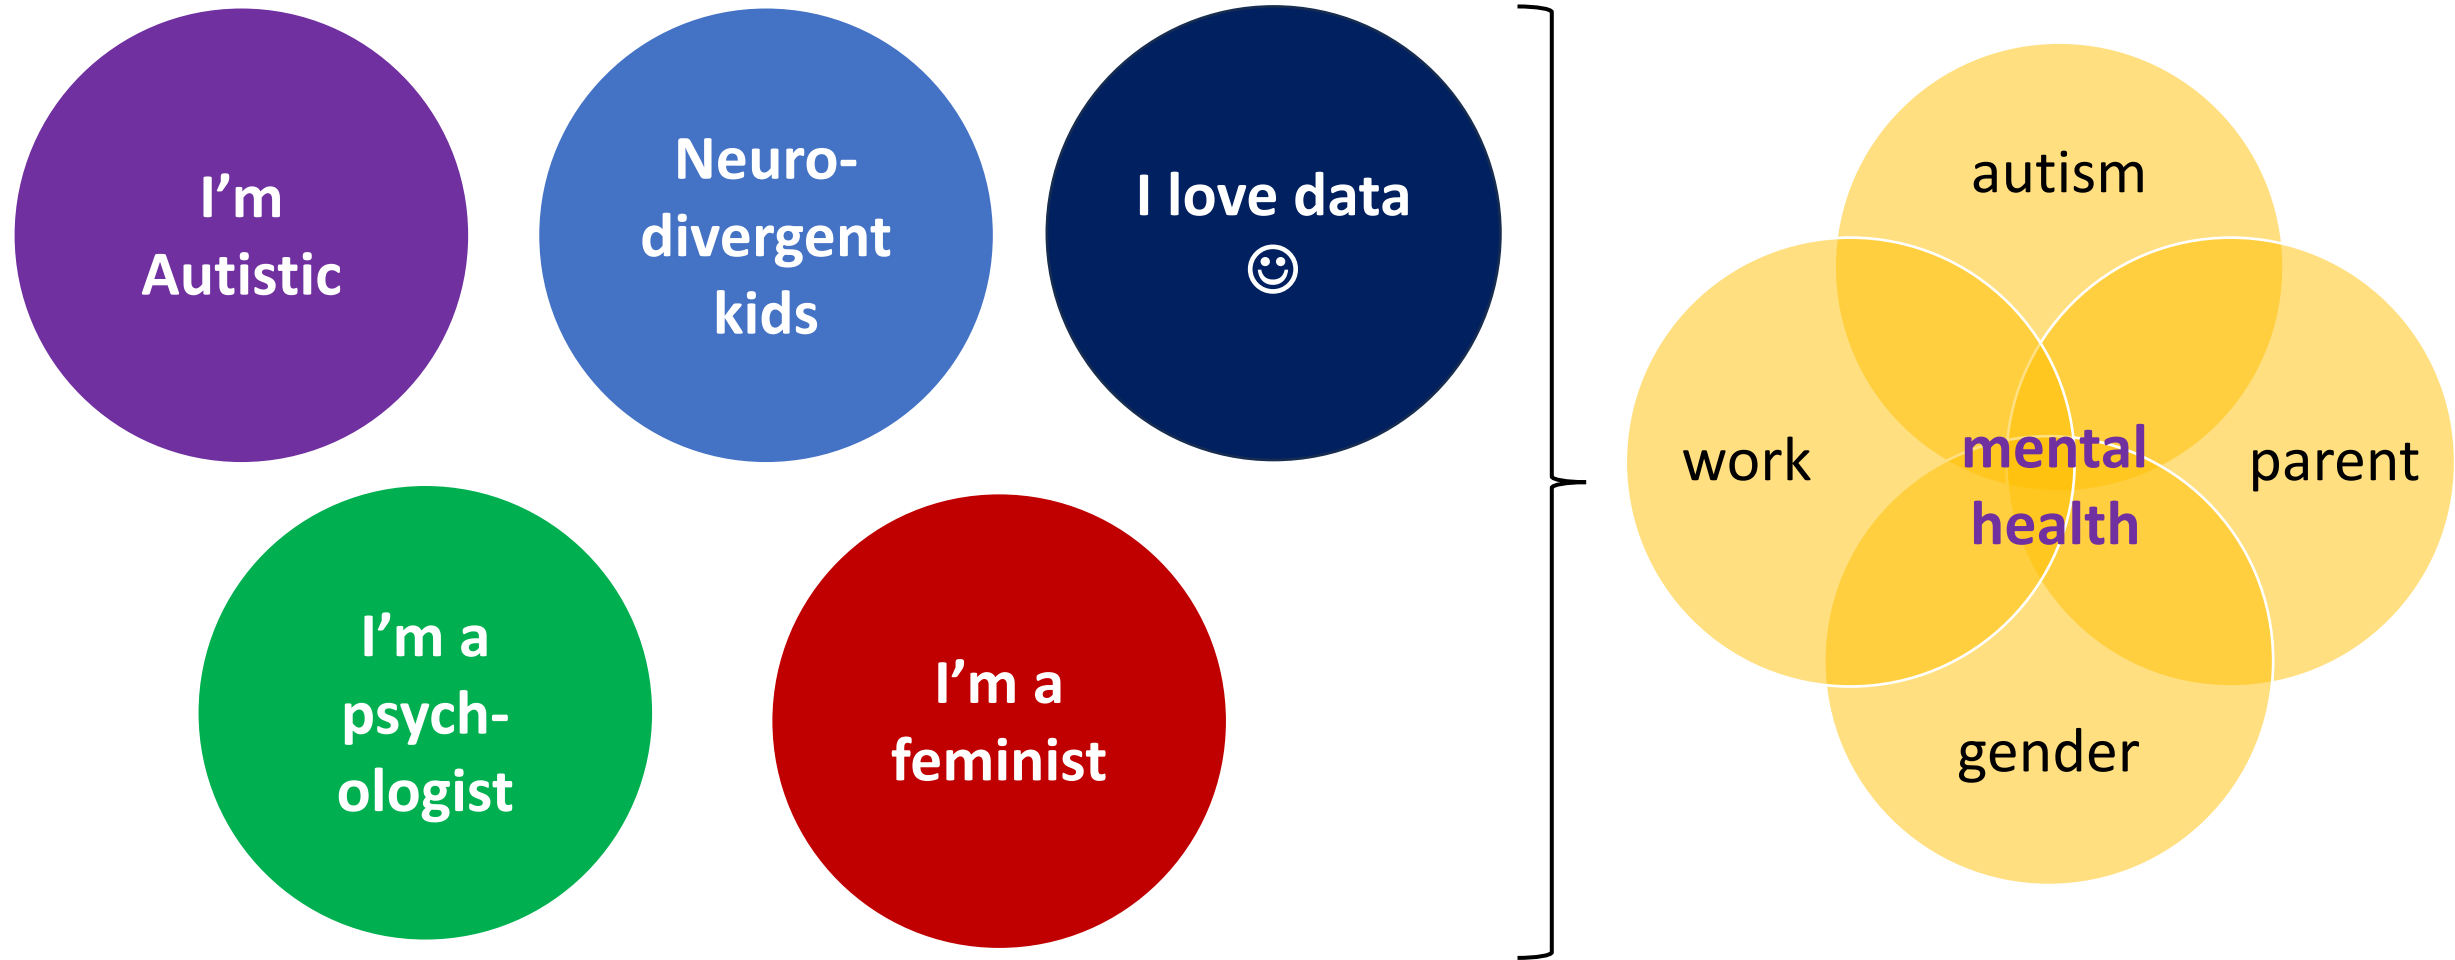 I’m
Autistic
Neuro-
divergent
kids
I love data
☺
I’m a
psych-
ologist
I’m a
feminist
autism
work
mental
health
parent
gender